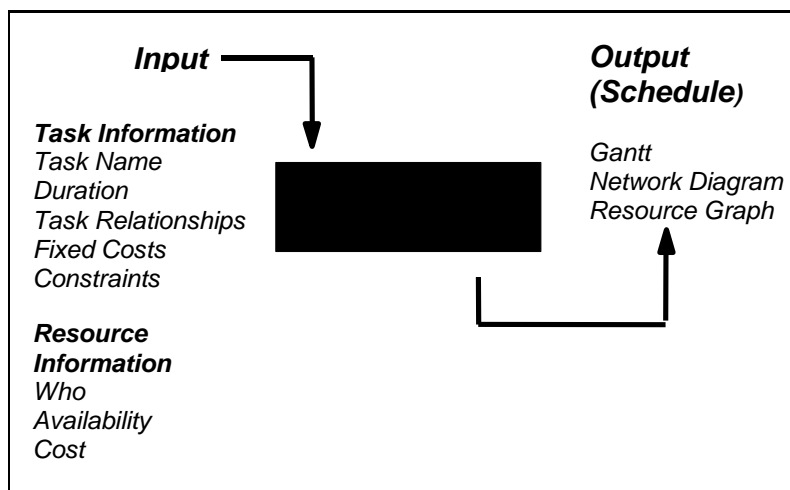 Input
Task Information
Task Name
Duration
Task Relationships
Fixed Costs
Constraints
Resource
Information
Who
Availability
Cost
Output
(Schedule)
Gantt
Network Diagram
Resource Graph